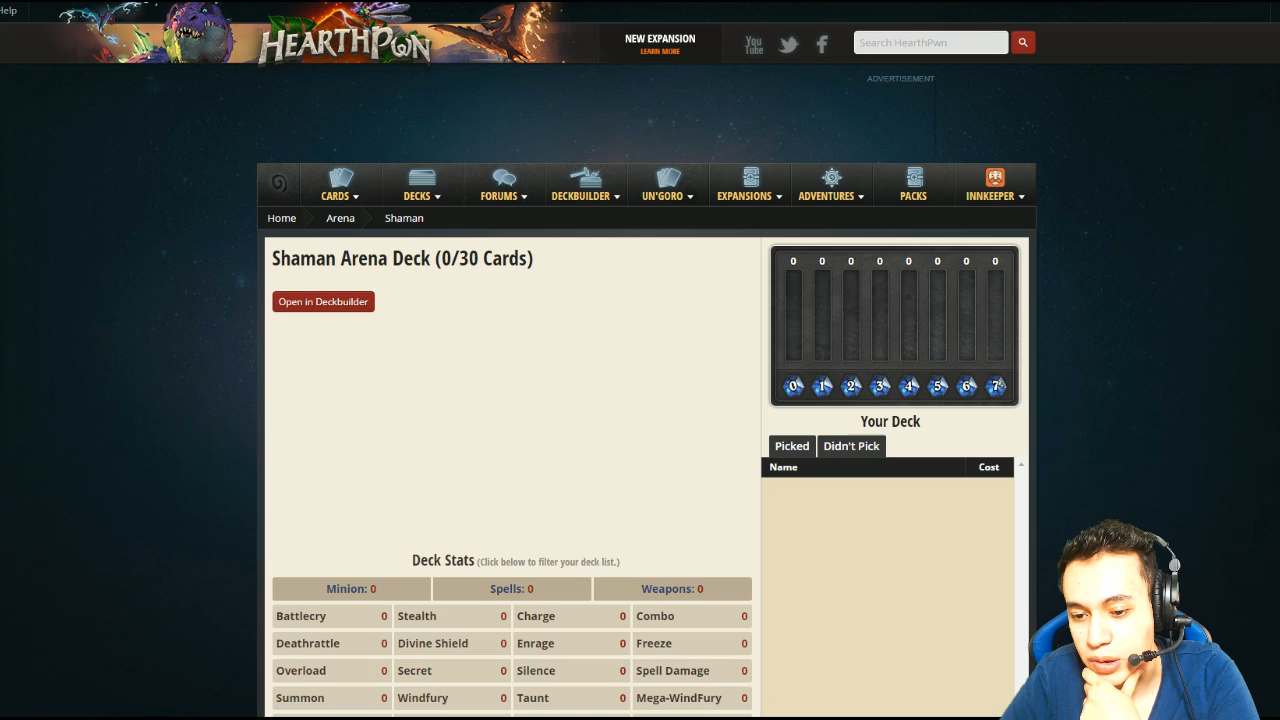 Help
HEARTHPWN
NEW EXPANSION
LEARN MORE
You Tube
Search HearthPwn
ADVERTISEMENT
CARDS DECKS FORUMS DECKBUILDER UN'GORO EXPANSIONS ADVENTURES PACKS INNKEEPER
Home Arena Shaman
Shaman Arena Deck (0/30 Cards)
Open in Deckbuilder
0 0 0 0 0 0 0 0
0 1 2 3 4 5 6 7
Your Deck
Picked Didn't Pick
Name Cost
Deck Stats (Click below to filter your deck list.)
Minion: 0 Spells: 0 Weapons: 0
Battlecry 0 Stealth 0 Charge 0 Combo 0
Deathrattle 0 Divine Shield 0 Enrage 0 Freeze 0
Overload 0 Secret 0 Silence 0 Spell Damage 0
Summon 0 Windfury 0 Taunt 0 Mega-WindFury 0